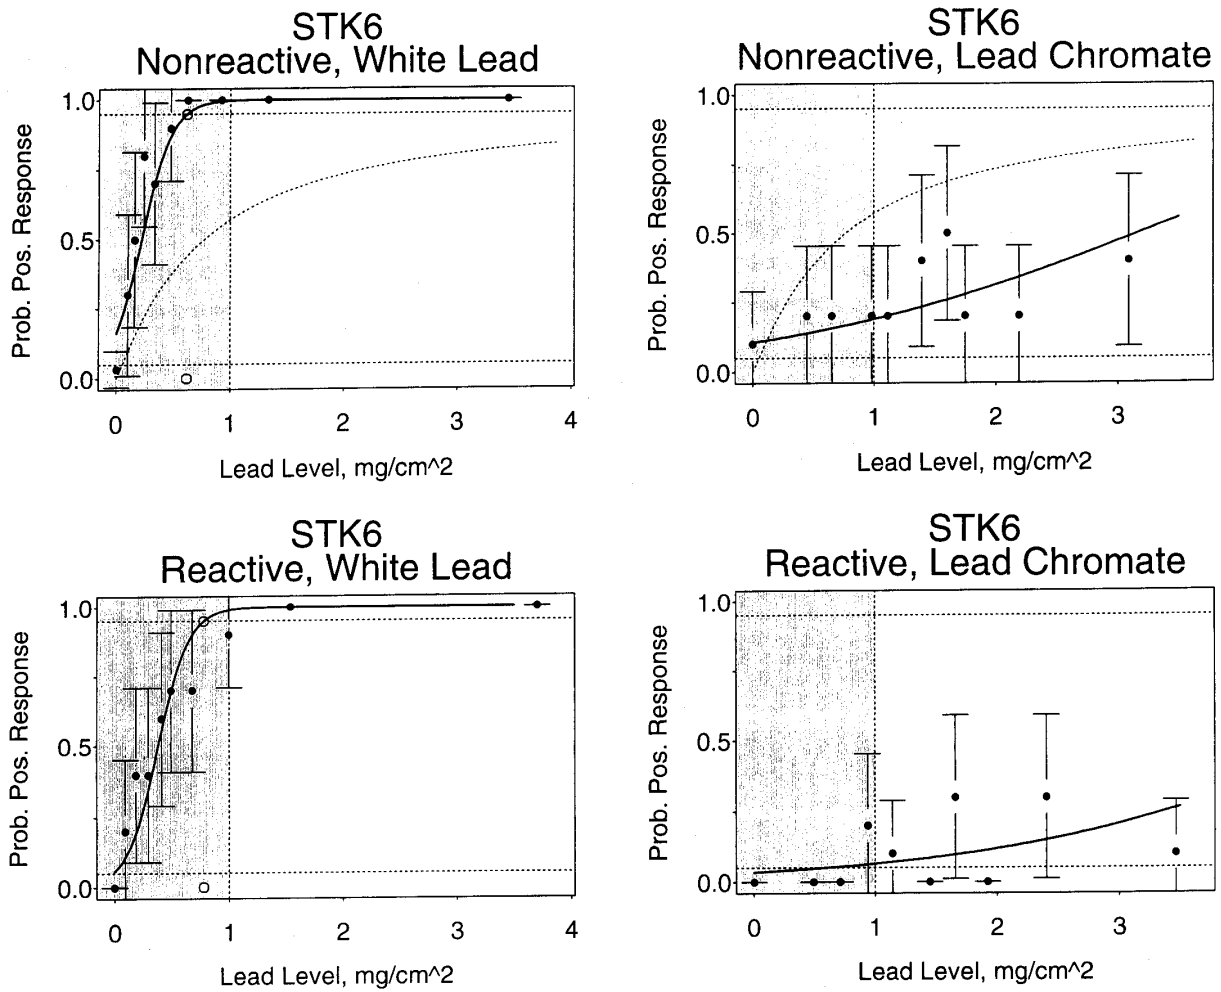 STK6
Nonreactive, White Lead
Prob. Pos. Response
1.0
0.5
0.0
0 1 2 3 4
Lead Level, mg/cm^2
STK6
Nonreactive, Lead Chromate
Prob. Pos. Response
1.0
0.5
0.0
0 1 2 3
Lead Level, mg/cm^2
STK6
Reactive, White Lead
Prob. Pos. Response
1.0
0.5
0.0
0 1 2 3 4
Lead Level, mg/cm^2
STK6
Reactive, Lead Chromate
Prob. Pos. Response
1.0
0.5
0.0
0 1 2 3
Lead Level, mg/cm^2